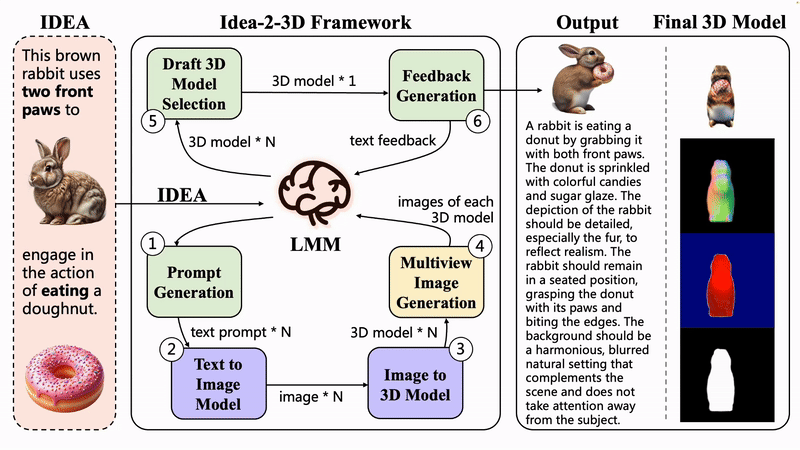 IDEA
This brown
rabbit uses
two front
paws to
engage in
the action
of eating a
doughnut.
Idea-2-3D Framework
Draft 3D
Model
Selection
5
3D model * 1
Feedback
Generation
6
3D model * N
text feedback
IDEA
LMM
images of each
3D model
1
Prompt
Generation
4
Multiview
Image
Generation
text prompt * N
3D model * N
2
Text to
Image
Model
image * N
3
Image to
3D Model
Output
A rabbit is eating a
donut by grabbing it
with both front paws.
The donut is sprinkled
with colorful candies
and sugar glaze. The
depiction of the rabbit
should be detailed,
especially the fur, to
reflect realism. The
rabbit should remain
in a seated position,
grasping the donut
with its paws and
biting the edges. The
background should be
a harmonious, blurred
natural setting that
complements the
scene and does not
take attention away
from the subject.
Final 3D Model